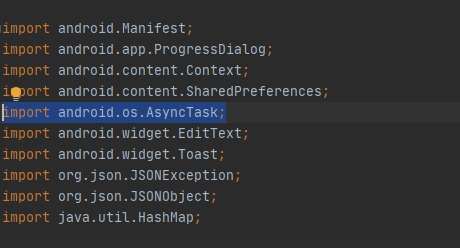 import android.Manifest;
import android.app.ProgressDialog;
import android.content.Context;
import android.content.SharedPreferences;
import android.os.AsyncTask;
import android.widget.EditText;
import android.widget.Toast;
import org.json.JSONException;
import org.json.JSONObject;
import java.util.HashMap;